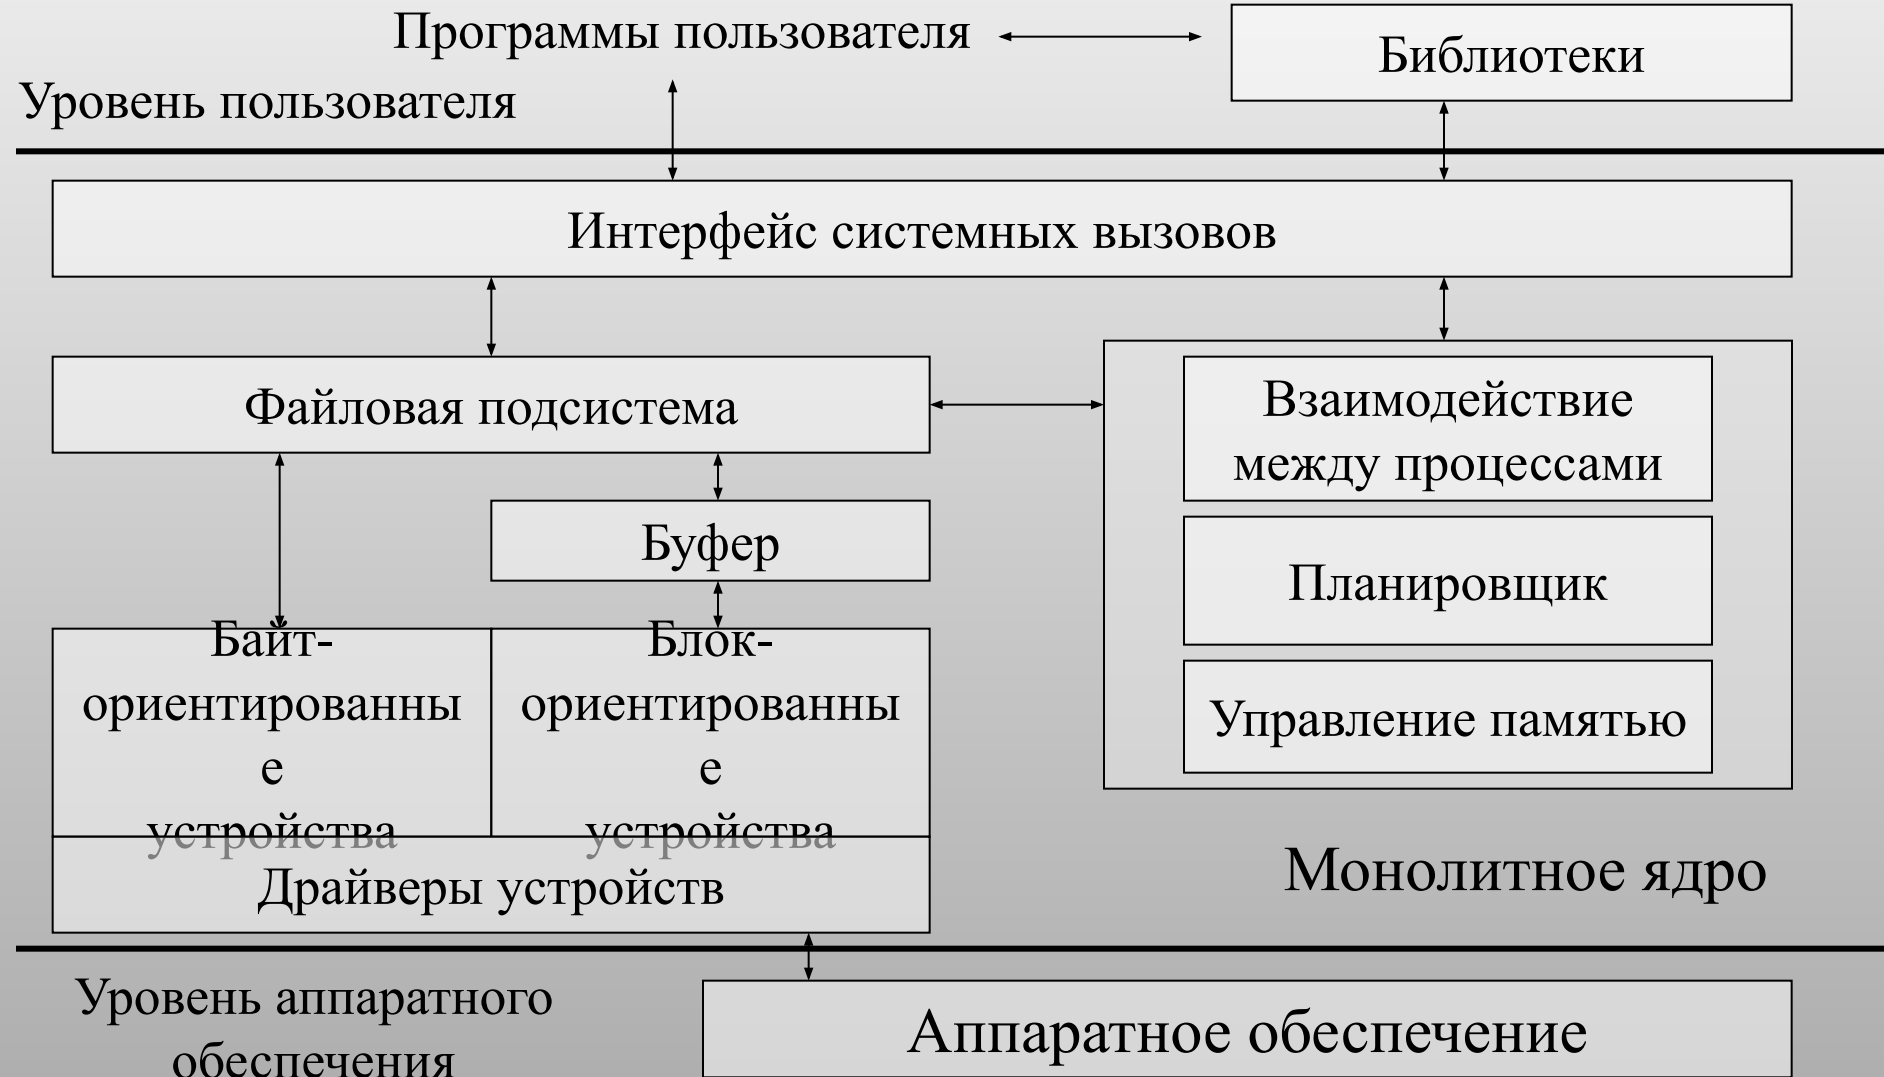 Программы пользователя
Библиотеки
Уровень пользователя
Интерфейс системных вызовов
Файловая подсистема
Взаимодействие
между процессами
Буфер
Планировщик
Байт-
ориентированны
е
устройства
Блок-
ориентированны
е
устройства
Управление памятью
Драйверы устройств
Монолитное ядро
Уровень аппаратного
обеспечения
Аппаратное обеспечение